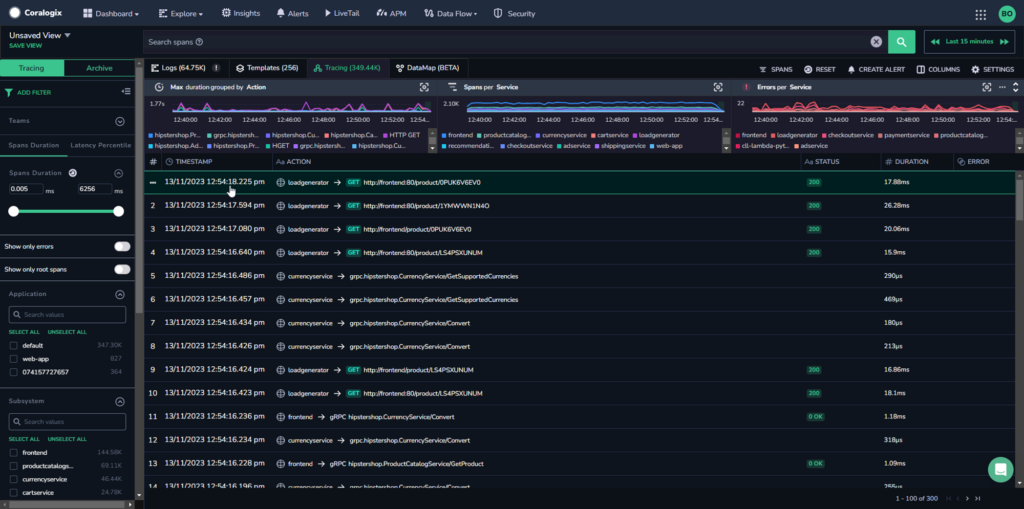 Coralogix Dashboard Explore Insights Alerts LiveTail APM Data Flow Security BO
Unsaved View
SAVE VIEW
Search spans
Last 15 minutes
Tracing Archive
ADD FILTER
Teams
Spans Duration Latency Percentile
Spans Duration
0.005 ms 6256 ms
Show only errors
Show only root spans
Application
Search values
SELECT ALL UNSELECT ALL
default 347.30K
web-app 827
074157727657 364
Subsystem
Search values
SELECT ALL UNSELECT ALL
frontend 144.58K
productcatalogs... 69.11K
currencyservice 46.44K
cartservice 24.78K
Logs (64.75K) Templates (256) Tracing (349.44K) DataMap (BETA)
SPANS RESET CREATE ALERT COLUMNS SETTINGS
Max duration grouped by Action
1.77s
12:40:00 12:42:00 12:44:00 12:46:00 12:48:00 12:50:00 12:52:00 12:54:...
hipstershop.Pr... grpc.hipsters... hipstershop.Cu... hipstershop.Ca... HTTP GET
hipstershop.Ad... hipstershop.Pr... HGET grpc.hipstersh... hipstershop.Cu...
Spans per Service
2.10K
12:40:00 12:42:00 12:44:00 12:46:00 12:48:00 12:50:00 12:52:00 12:54:...
frontend productcatalog... currencyservice cartservice loadgenerator
recommendati... checkoutservice adservice shippingservice web-app
Errors per Service
22
12:40:00 12:42:00 12:44:00 12:46:00 12:48:00 12:50:00 12:52:00 12:54:...
frontend loadgenerator checkoutservice paymentservice productcatalog...
cll-lambda-pyt... adservice
# TIMESTAMP Aa ACTION Aa STATUS # DURATION ERROR
13/11/2023 12:54:18.225 pm loadgenerator → GET http://frontend:80/product/0PUK6V6EV0 200 17.88ms
2 13/11/2023 12:54:17.594 pm loadgenerator → GET http://frontend:80/product/1YMWWN1N4O 200 26.28ms
3 13/11/2023 12:54:17.080 pm loadgenerator → GET http://frontend/product/0PUK6V6EV0 200 20.06ms
4 13/11/2023 12:54:16.640 pm loadgenerator → GET http://frontend:80/product/LS4PSXUNUM 200 15.9ms
5 13/11/2023 12:54:16.486 pm currencyservice → grpc.hipstershop.CurrencyService/GetSupportedCurrencies 290µs
6 13/11/2023 12:54:16.457 pm currencyservice → grpc.hipstershop.CurrencyService/GetSupportedCurrencies 469µs
7 13/11/2023 12:54:16.434 pm currencyservice → grpc.hipstershop.CurrencyService/Convert 180µs
8 13/11/2023 12:54:16.426 pm currencyservice → grpc.hipstershop.CurrencyService/Convert 213µs
9 13/11/2023 12:54:16.424 pm loadgenerator → GET http://frontend/product/LS4PSXUNUM 200 16.86ms
10 13/11/2023 12:54:16.423 pm loadgenerator → GET http://frontend:80/product/LS4PSXUNUM 200 18.1ms
11 13/11/2023 12:54:16.236 pm frontend → gRPC hipstershop.CurrencyService/Convert 0 OK 1.18ms
12 13/11/2023 12:54:16.234 pm currencyservice → grpc.hipstershop.CurrencyService/Convert 318µs
13 13/11/2023 12:54:16.228 pm frontend → gRPC hipstershop.ProductCatalogService/GetProduct 0 OK 1.09ms
14 13/11/2023 12:54:16.196 pm currencyservice → grpc.hipstershop.CurrencyService/Convert 255µs
1 - 100 of 300